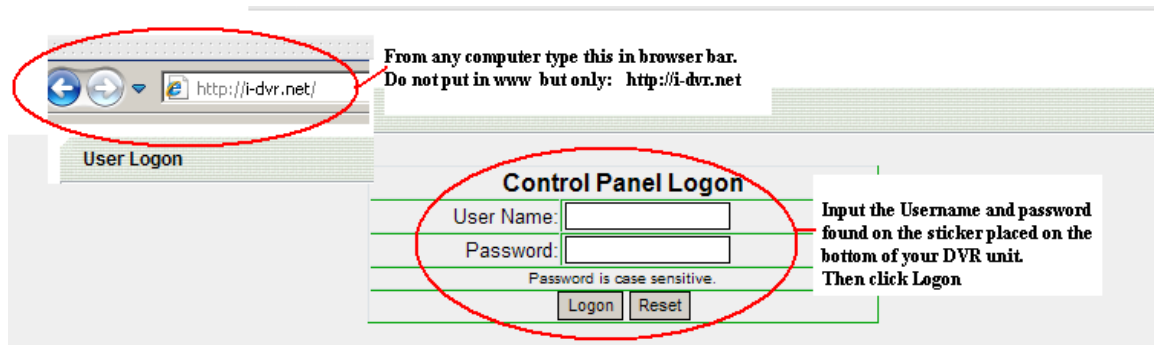 From any computer type this in browser bar.
Do not put in www but only: http://i-dvr.net
http://i-dvr.net/
User Logon
Control Panel Logon
User Name:
Password:
Password is case sensitive.
Logon Reset
Input the Username and password
found on the sticker placed on the
bottom of your DVR unit.
Then click Logon